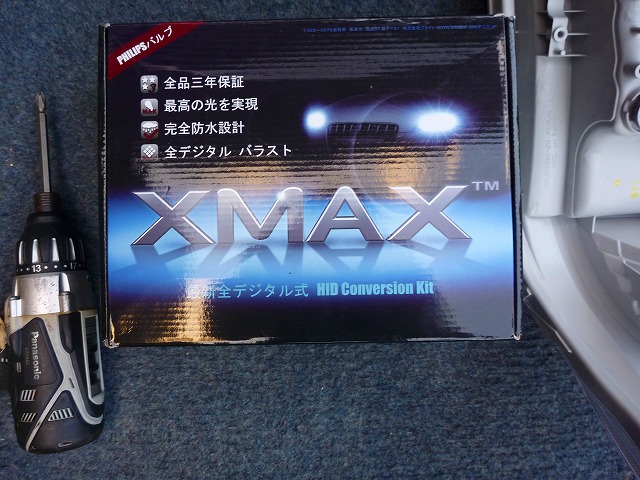 PHILIPSバルブ
全品三年保証
最高の光を実現
完全防水設計
全デジタル バラスト
XMAX™
最新全デジタル式 HID Conversion Kit
13
Panasonic